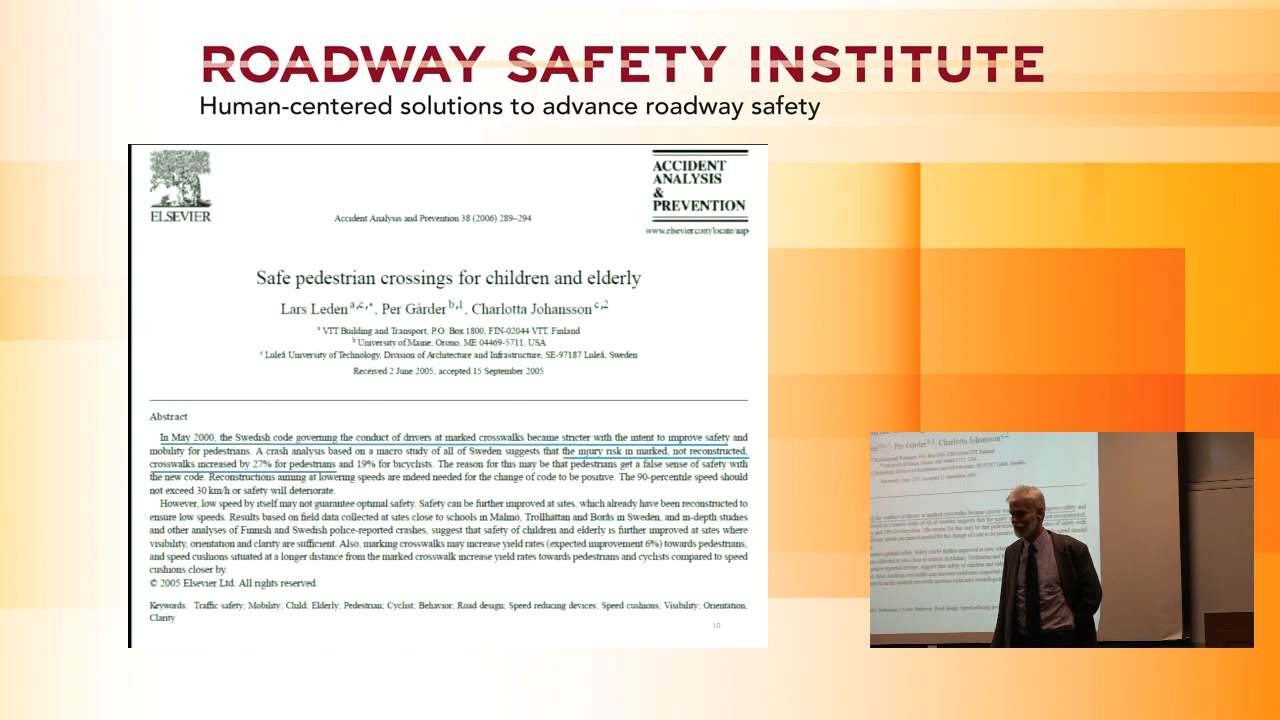 ROADWAY SAFETY INSTITUTE
Human-centered solutions to advance roadway safety
ELSEVIER
Accident Analysis and Prevention 38 (2006) 289–294
ACCIDENT
ANALYSIS
&
PREVENTION
www.elsevier.com/locate/aap
Safe pedestrian crossings for children and elderly
Lars Leden a,c,*, Per Gårder b,1, Charlotta Johansson c,2
a VTT Building and Transport, P.O. Box 1800, FIN-02044 VTT, Finland
b University of Maine, Orono, ME 04469-5711, USA
c Luleå University of Technology, Division of Architecture and Infrastructure, SE-97187 Luleå, Sweden
Received 2 June 2005; accepted 15 September 2005
Abstract
In May 2000, the Swedish code governing the conduct of drivers at marked crosswalks became stricter with the intent to improve safety and
mobility for pedestrians. A crash analysis based on a macro study of all of Sweden suggests that the injury risk in marked, not reconstructed,
crosswalks increased by 27% for pedestrians and 19% for bicyclists. The reason for this may be that pedestrians get a false sense of safety with
the new code. Reconstructions aiming at lowering speeds are indeed needed for the change of code to be positive. The 90-percentile speed should
not exceed 30 km/h or safety will deteriorate.
However, low speed by itself may not guarantee optimal safety. Safety can be further improved at sites, which already have been reconstructed to
ensure low speeds. Results based on field data collected at sites close to schools in Malmö, Trollhättan and Borås in Sweden, and in-depth studies
and other analyses of Finnish and Swedish police-reported crashes, suggest that safety of children and elderly is further improved at sites where
visibility, orientation and clarity are sufficient. Also, marking crosswalks may increase yield rates (expected improvement 6%) towards pedestrians;
and speed cushions situated at a longer distance from the marked crosswalk increase yield rates towards pedestrians and cyclists compared to speed
cushions closer by.
© 2005 Elsevier Ltd. All rights reserved.
Keywords: Traffic safety; Mobility; Child; Elderly; Pedestrian; Cyclist; Behavior; Road design; Speed reducing devices; Speed cushions; Visibility; Orientation;
Clarity
10
Per Gårder b,1, Charlotta Johansson c,2